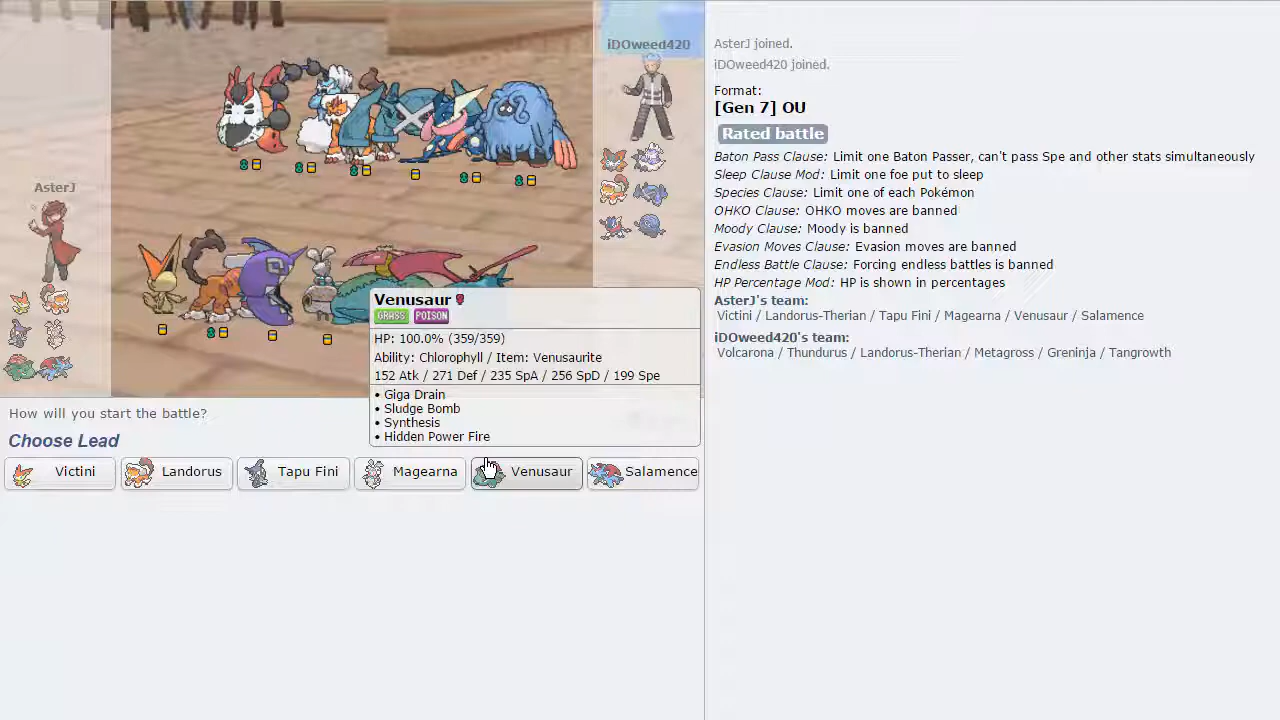 iDOweed420
AsterJ
Venusaur
GRASS POISON
HP: 100.0% (359/359)
Ability: Chlorophyll / Item: Venusaurite
152 Atk / 271 Def / 235 SpA / 256 SpD / 199 Spe
• Giga Drain
• Sludge Bomb
• Synthesis
• Hidden Power Fire
How will you start the battle?
Choose Lead
Victini
Landorus
Tapu Fini
Magearna
Venusaur
Salamence
AsterJ joined.
iDOweed420 joined.
Format:
[Gen 7] OU
Rated battle
Baton Pass Clause: Limit one Baton Passer, can't pass Spe and other stats simultaneously
Sleep Clause Mod: Limit one foe put to sleep
Species Clause: Limit one of each Pokémon
OHKO Clause: OHKO moves are banned
Moody Clause: Moody is banned
Evasion Moves Clause: Evasion moves are banned
Endless Battle Clause: Forcing endless battles is banned
HP Percentage Mod: HP is shown in percentages
AsterJ's team:
Victini / Landorus-Therian / Tapu Fini / Magearna / Venusaur / Salamence
iDOweed420's team:
Volcarona / Thundurus / Landorus-Therian / Metagross / Greninja / Tangrowth